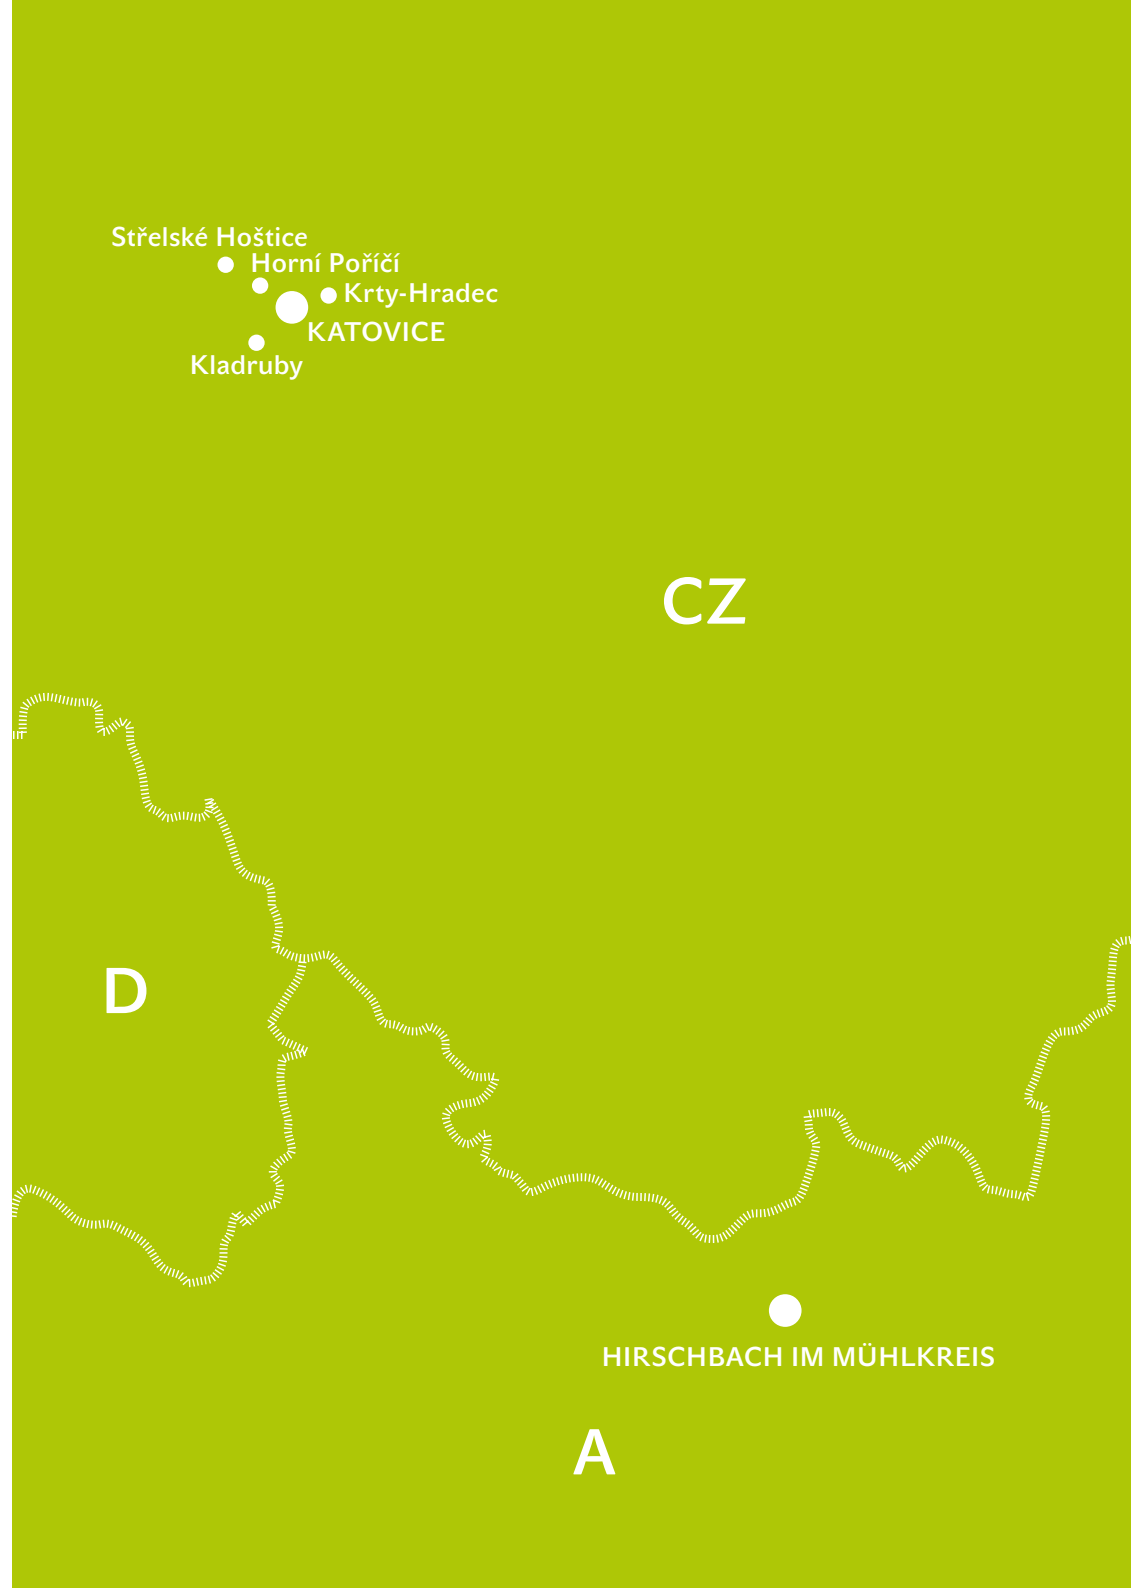 Střelské Hoštice
Horní Poříčí
Krty-Hradec
KATOVICE
Kladruby
CZ
D
HIRSCHBACH IM MÜHLKREIS
A